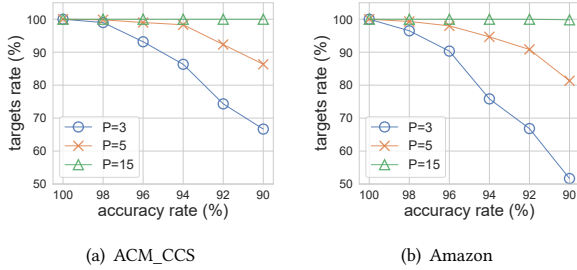 100
90
80
70
60
50
targets rate (%)
P=3
P=5
P=15
100 98 96 94 92 90
accuracy rate (%)
(a) ACM_CCS
100
90
80
70
60
50
targets rate (%)
P=3
P=5
P=15
100 98 96 94 92 90
accuracy rate (%)
(b) Amazon